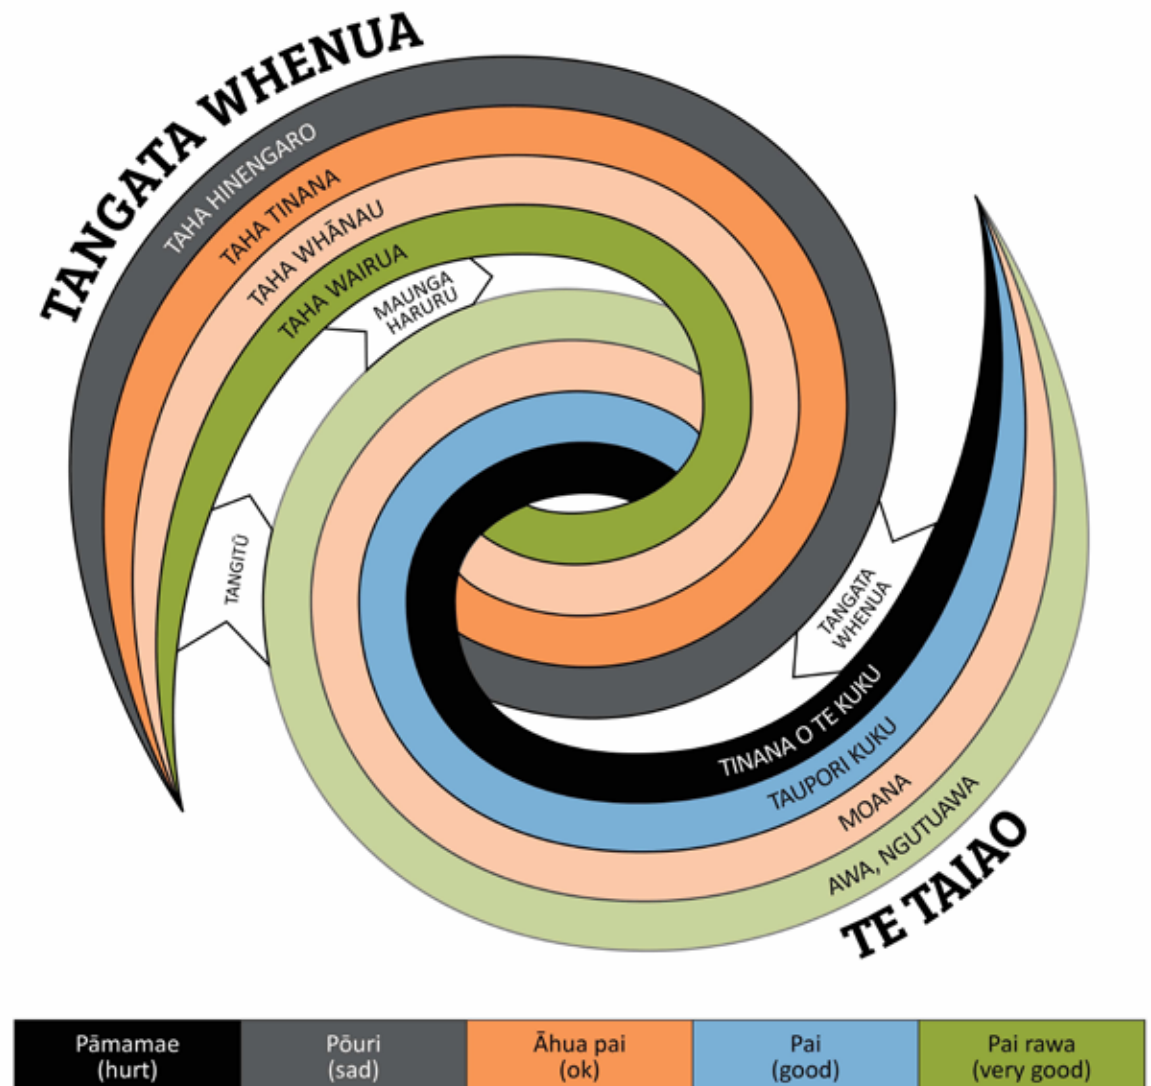 TANGATA WHENUA
TAHA HINENGARO
TAHA TINANA
TAHA WHĀNAU
TAHA WAIRUA
MAUNGA
HARURU
TANGITŪ
TANGATA
WHENUA
TINANA O TE KUKU
TAUPORI KUKU
MOANA
AWA, NGUTUAWA
TE TAIAO
Pāmamae
(hurt)
Pōuri
(sad)
Āhua pai
(ok)
Pai
(good)
Pai rawa
(very good)